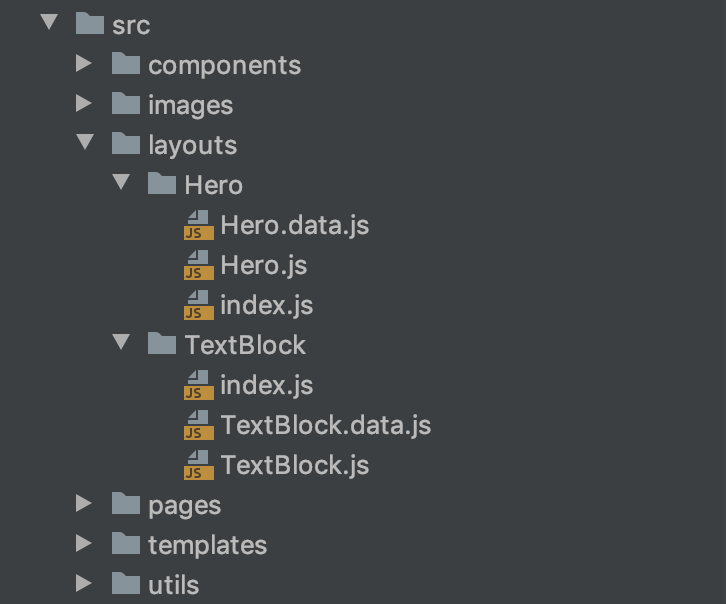 src
components
images
layouts
Hero
JS Hero.data.js
JS Hero.js
JS index.js
TextBlock
JS index.js
JS TextBlock.data.js
JS TextBlock.js
pages
templates
utils